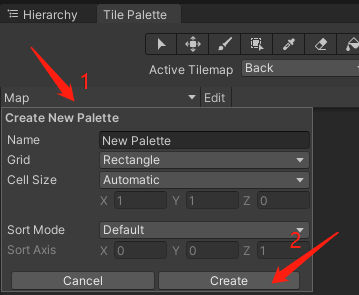 Hierarchy Tile Palette
Active Tilemap Back
1
Map Edit
Create New Palette
Name New Palette
Grid Rectangle
Cell Size Automatic
X 1 Y 1 Z 0
Sort Mode Default
2
Sort Axis X 0 Y 0 Z 1
Cancel Create